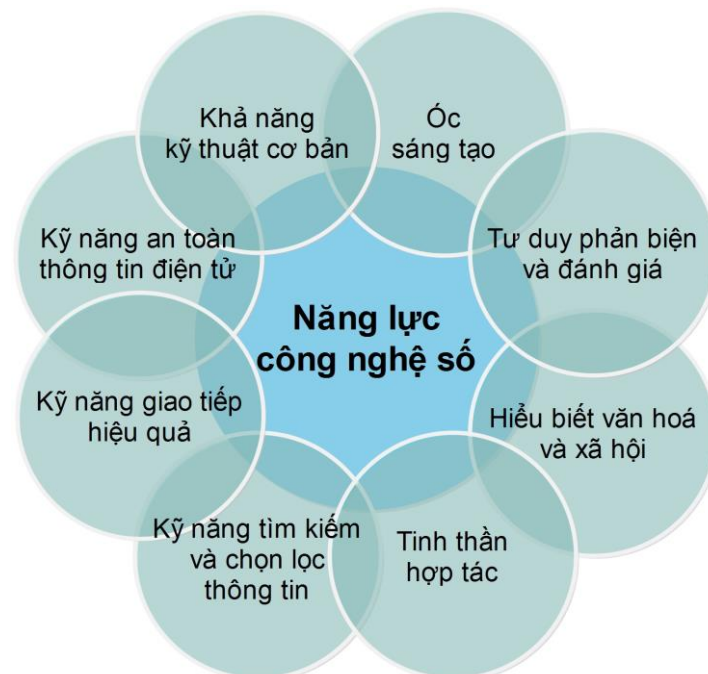 Khả năng
kỹ thuật cơ bản
Óc
sáng tạo
Kỹ năng an toàn
thông tin điện tử
Tư duy phản biện
và đánh giá
Năng lực
công nghệ số
Kỹ năng giao tiếp
hiệu quả
Hiểu biết văn hoá
và xã hội
Kỹ năng tìm kiếm
và chọn lọc
thông tin
Tinh thần
hợp tác